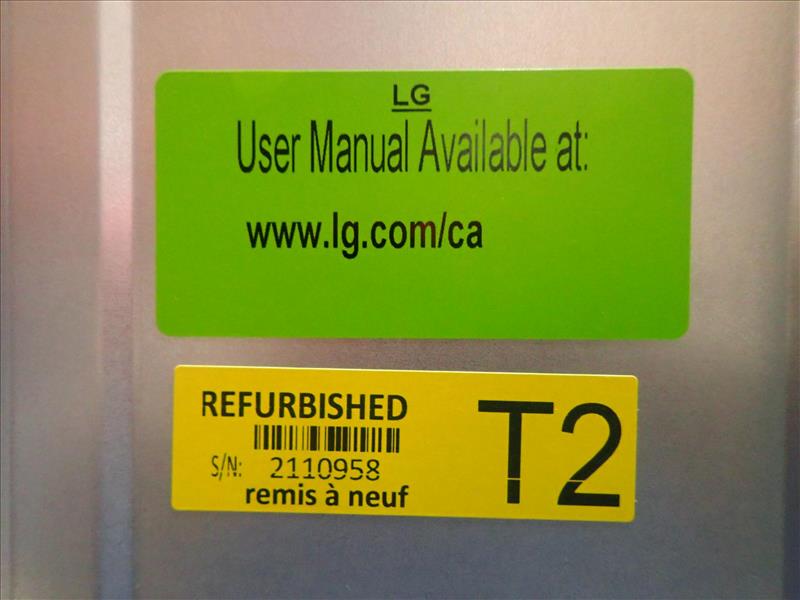 LG
User Manual Available at:
www.lg.com/ca
REFURBISHED
S/N: 2110958
remis à neuf
T2